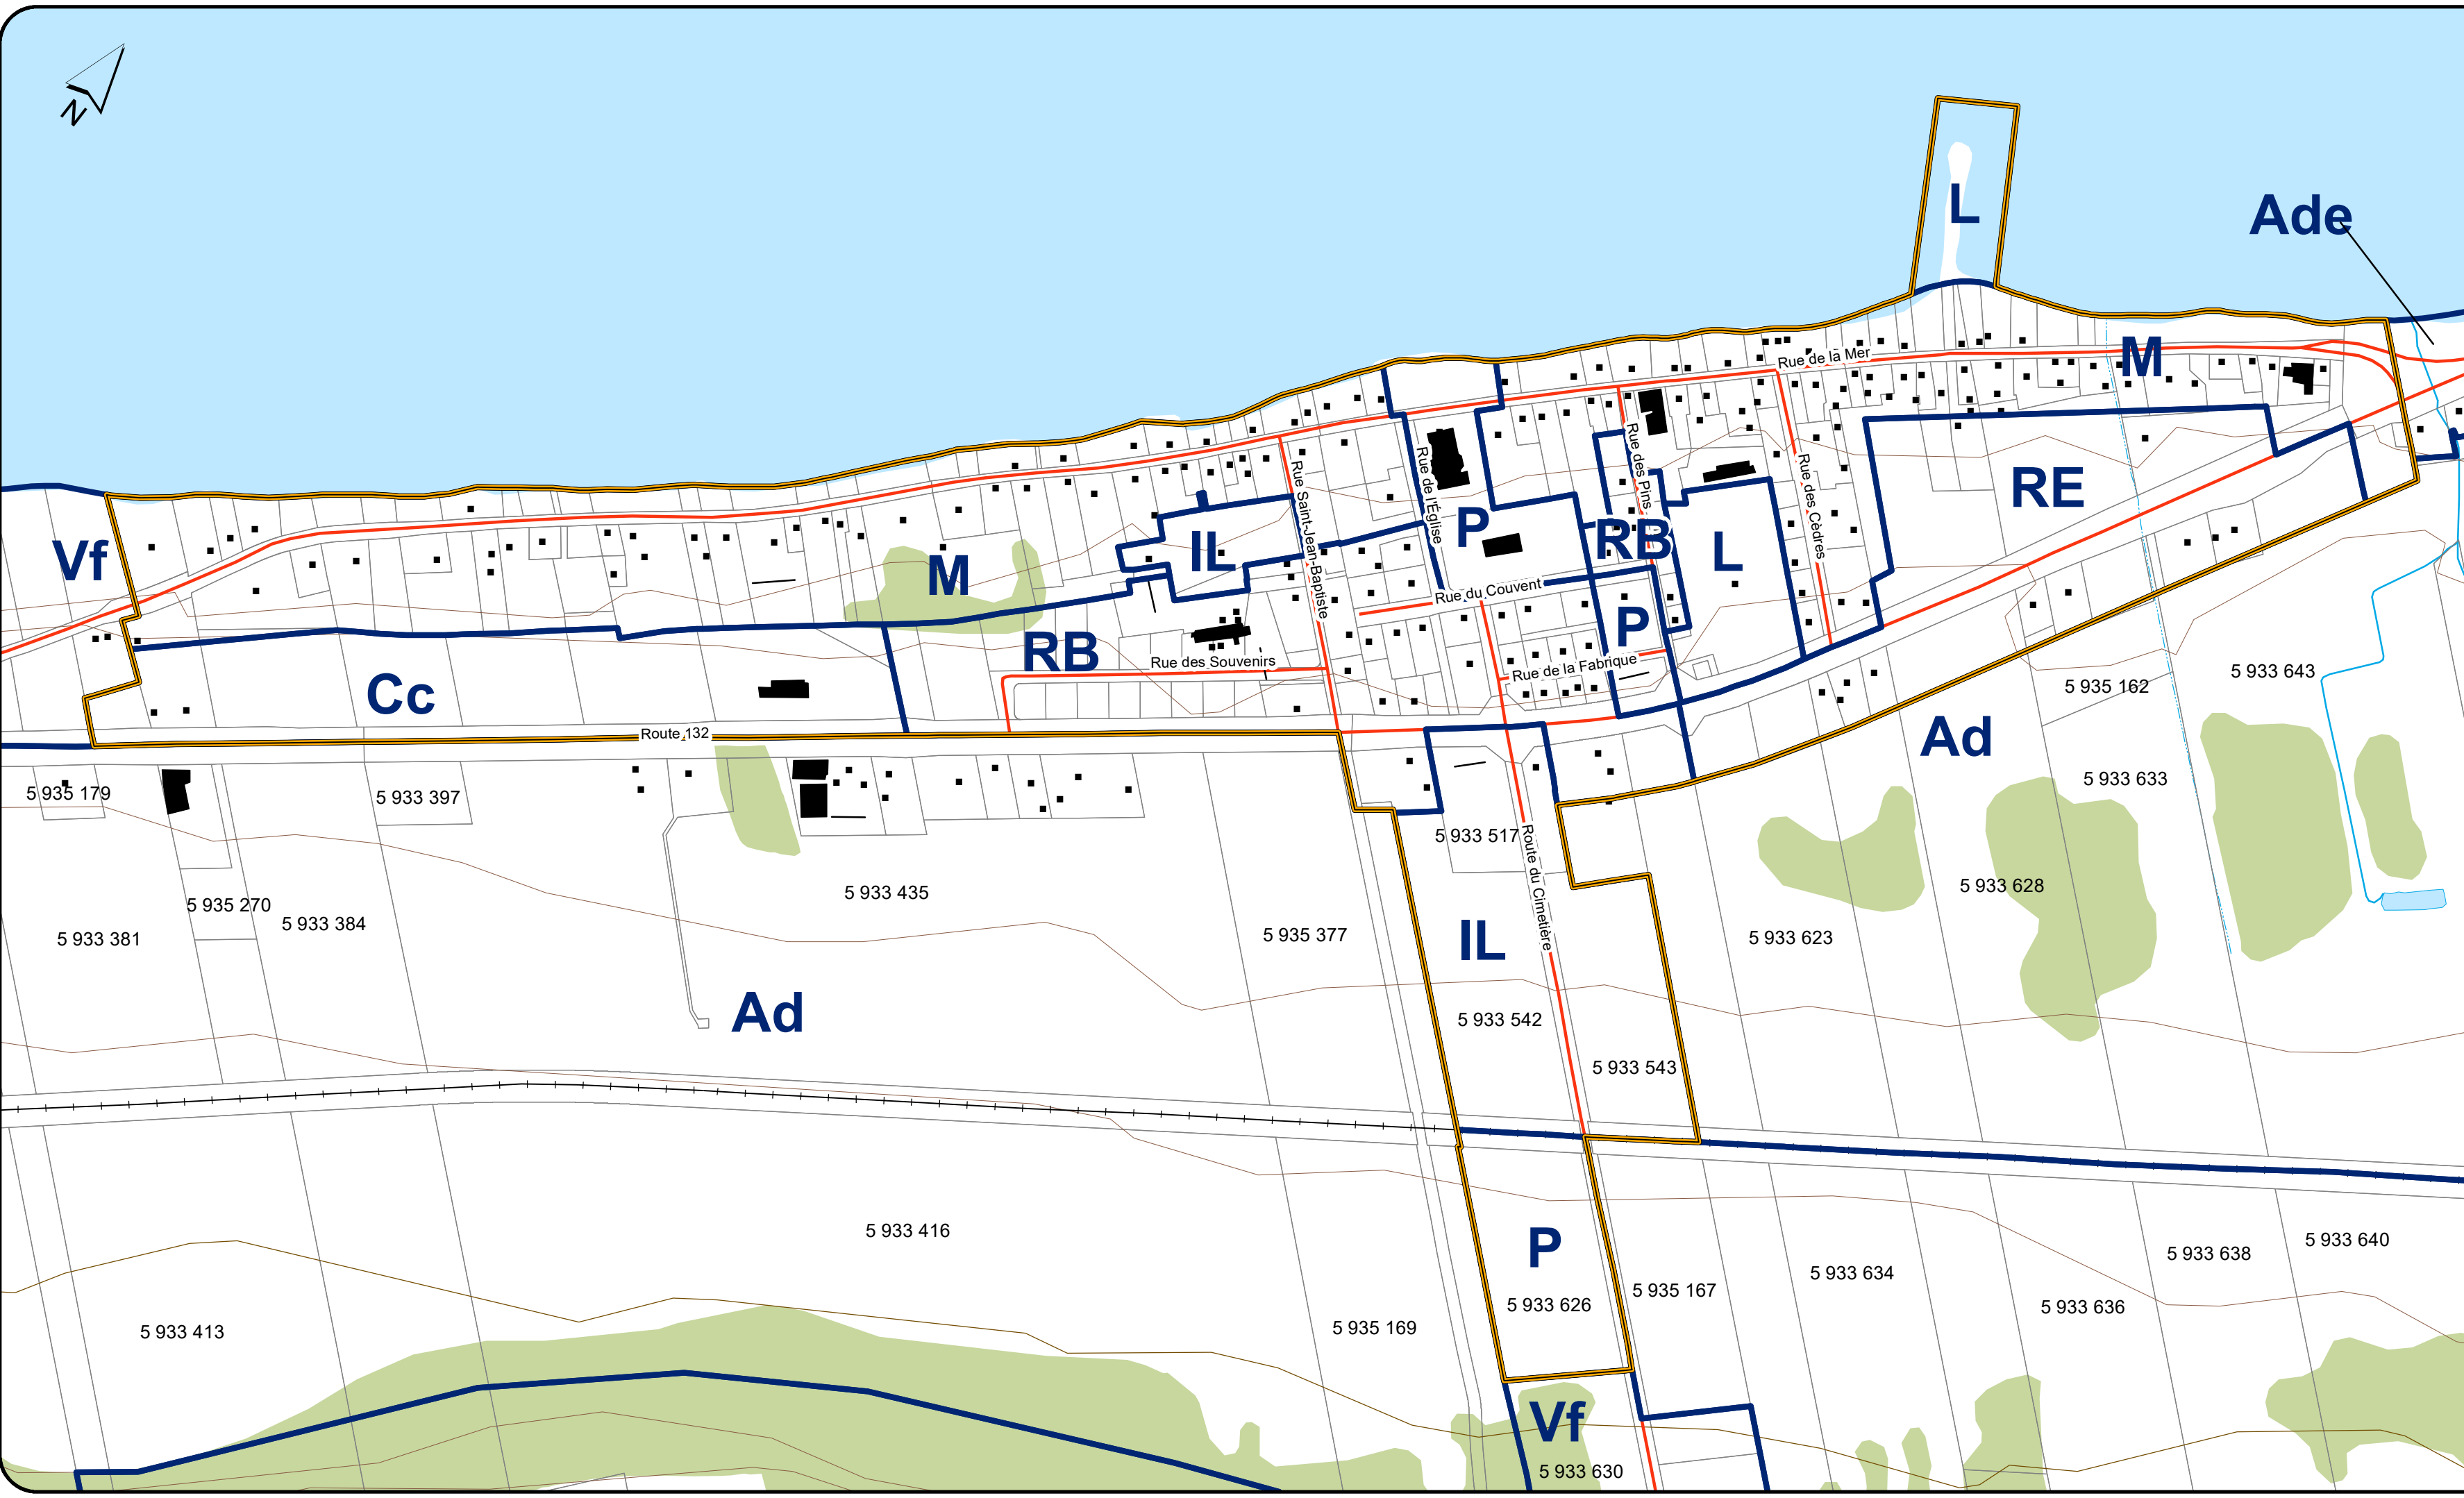 N
L
Ade
Rue de la Mer
M
Vf
Rue Saint-Jean-Baptiste
Rue de l'Église
Rue des Pins
Rue des Cèdres
RE
IL
P
RB
L
M
Rue du Couvent
P
RB
Rue des Souvenirs
Rue de la Fabrique
Cc
5 933 643
5 935 162
Route 132
Ad
5 935 179
5 933 397
5 933 633
5 933 517
Route du Cimetière
5 933 435
5 933 628
5 935 270
5 933 384
5 933 381
5 935 377
IL
5 933 623
Ad
5 933 542
5 933 543
5 933 416
P
5 933 638
5 933 640
5 933 634
5 935 167
5 933 626
5 933 636
5 933 413
5 935 169
Vf
5 933 630